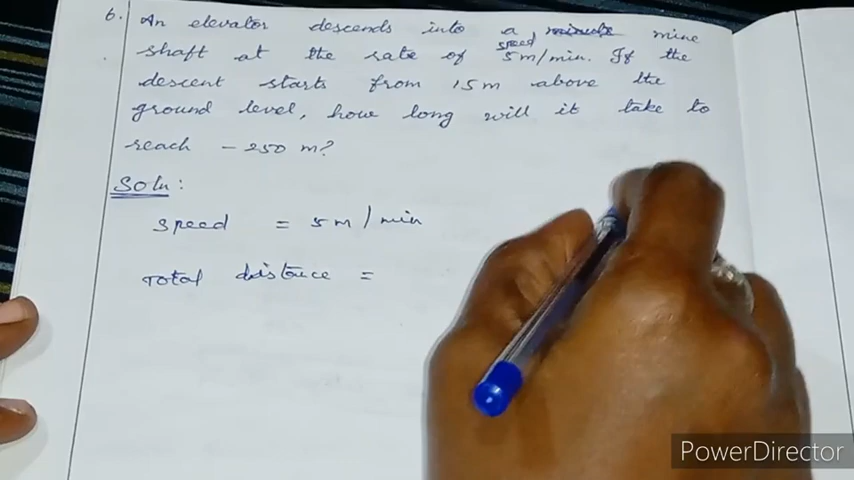 6. An elevator descends into a mine
speed
shaft at the rate of 5 m/min. If the
descent starts from 15 m above the
ground level, how long will it take to
reach - 250 m?
Soln:
speed = 5 m / min
Total distance =
PowerDirector